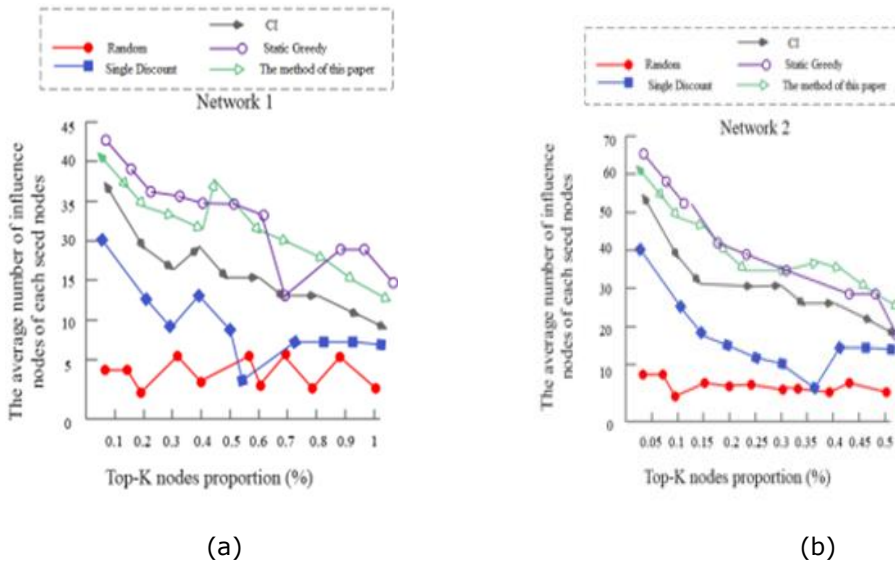 CI
Random
Static Greedy
Single Discount
The method of this paper
Network 1
The average number of influence
nodes of each seed nodes
45
40
35
30
15
10
5
0
0.1 0.2 0.3 0.4 0.5 0.6 0.7 0.8 0.9 1
Top-K nodes proportion (%)
(a)
CI
Random
Static Greedy
Single Discount
The method of this paper
Network 2
The average number of influence
nodes of each seed nodes
70
60
50
40
30
20
10
0
0.05 0.1 0.15 0.2 0.25 0.3 0.35 0.4 0.45 0.5
Top-K nodes proportion (%)
(b)